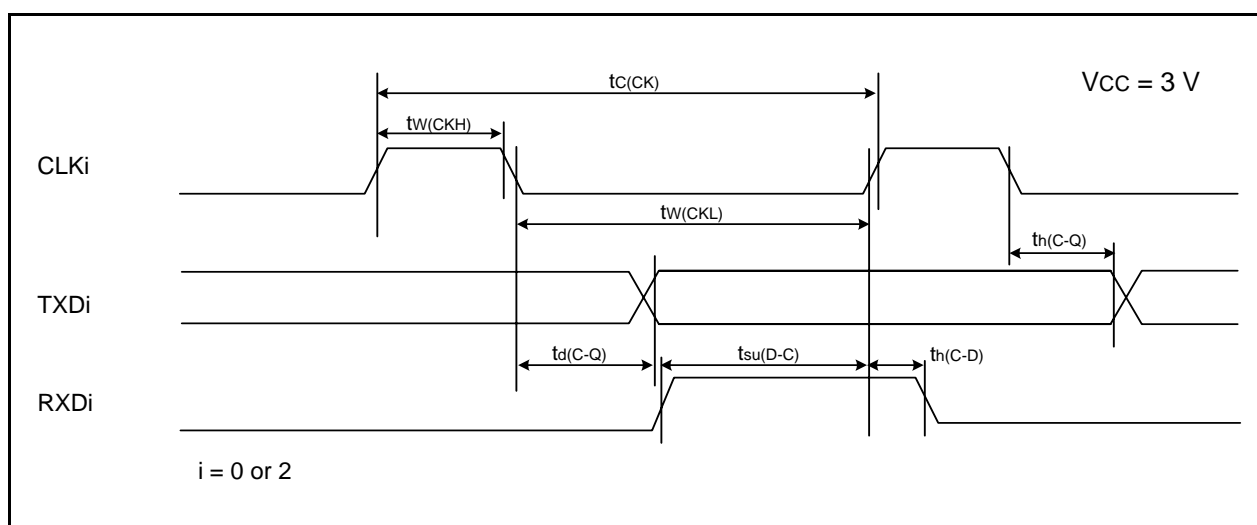 tC(CK)
VCC = 3 V
tW(CKH)
CLKi
tW(CKL)
th(C-Q)
TXDi
td(C-Q)
tsu(D-C)
th(C-D)
RXDi
i = 0 or 2